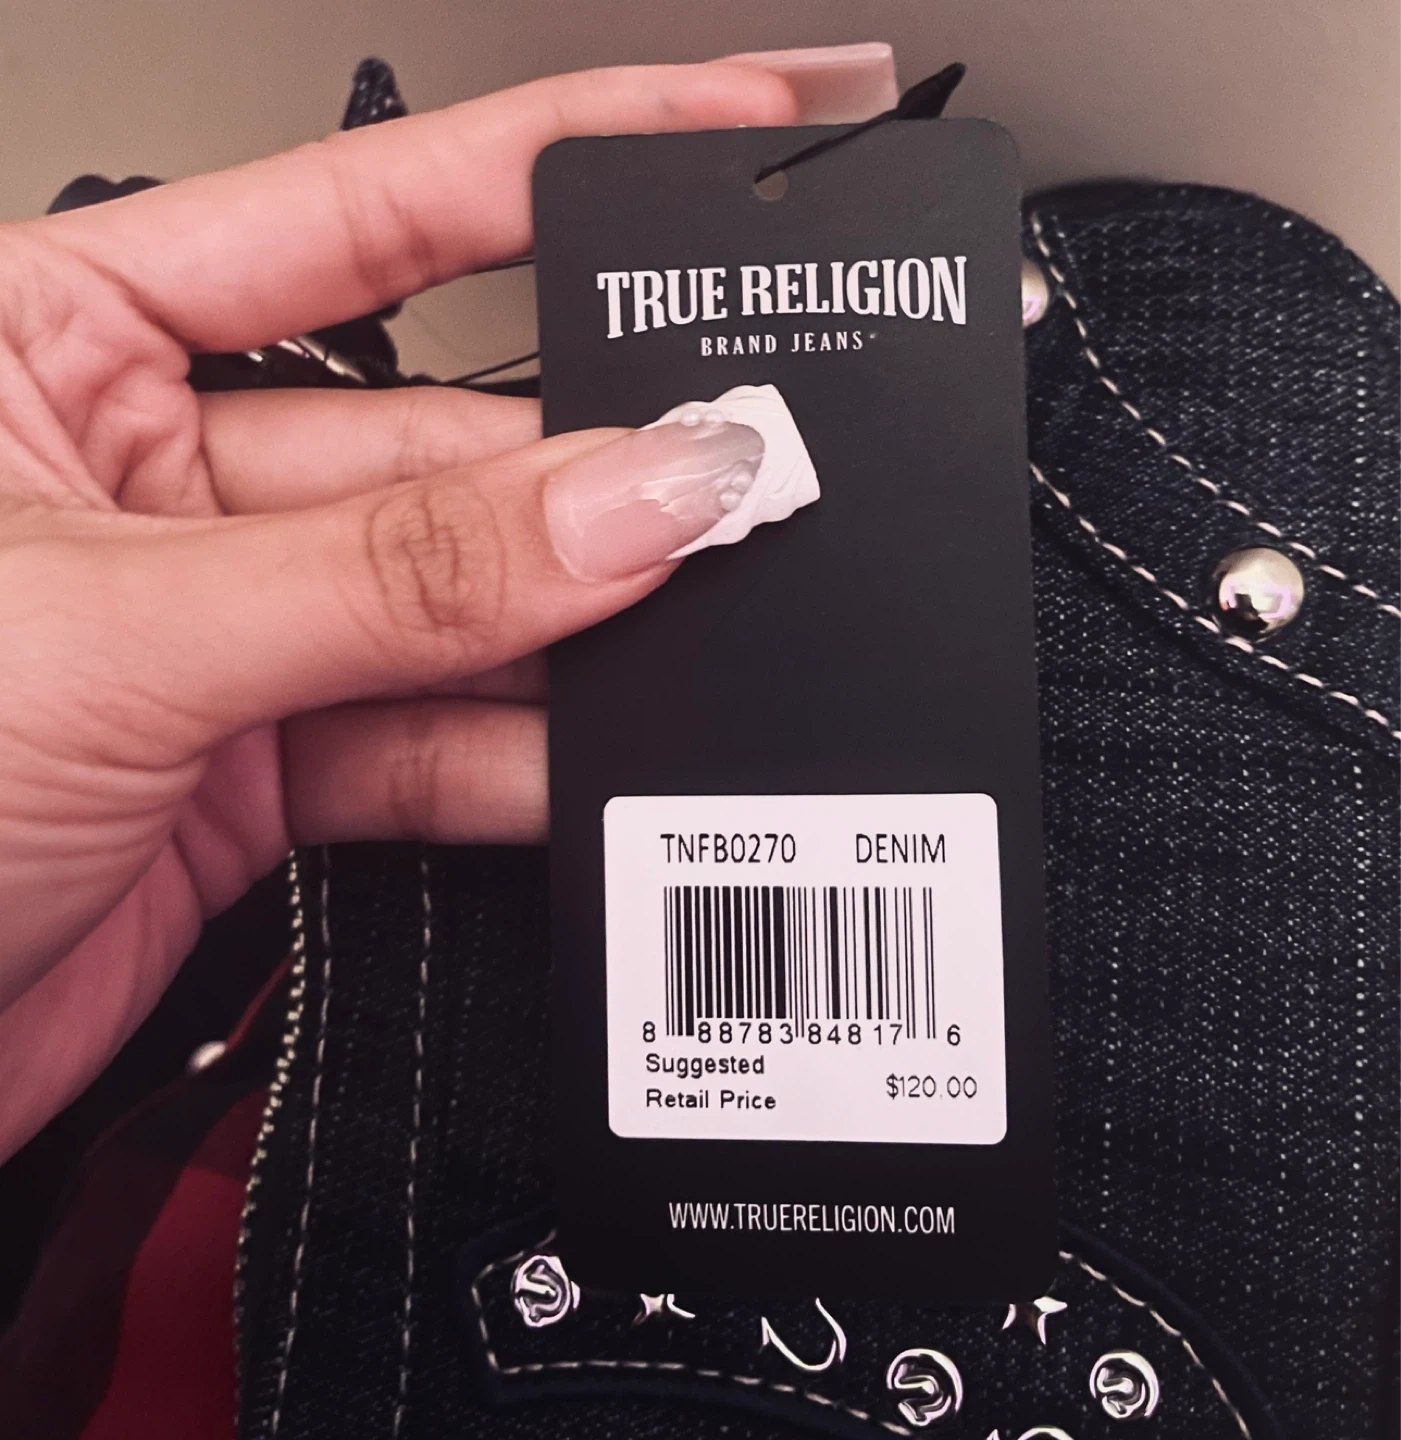 TRUE RELIGION
BRAND JEANS
TNFB0270 DENIM
8 88783 84817 6
Suggested
Retail Price $120.00
WWW.TRUERELIGION.COM